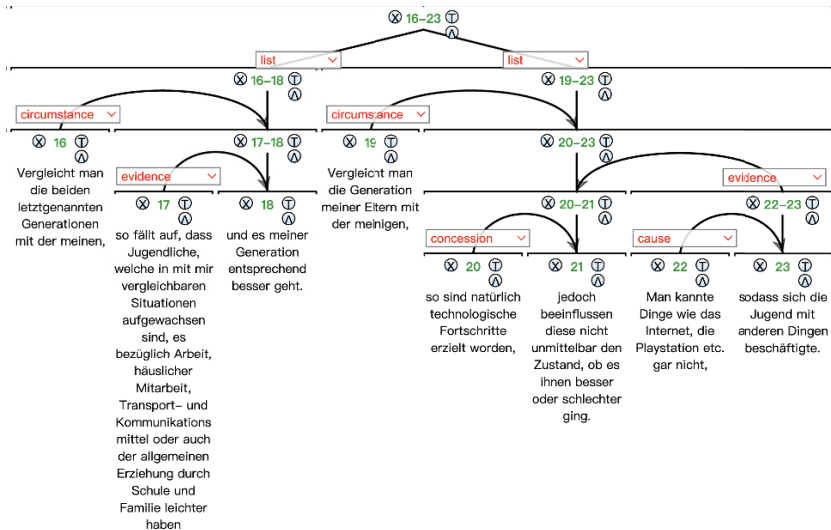 16-23
list
list
16-18
19-23
circumstance
circumstance
16
17-18
19
20-23
Vergleicht man
die beiden
letztgenannten
Generationen
mit der meinen,
evidence
17
18
so fällt auf, dass
Jugendliche,
welche in mit mir
vergleichbaren
Situationen
aufgewachsen
sind, es
bezüglich Arbeit,
häuslicher
Mitarbeit,
Transport- und
Kommunikations
mittel oder auch
der allgemeinen
Erziehung durch
Schule und
Familie leichter
haben
und es meiner
Generation
entsprechend
besser geht.
Vergleicht man
die Generation
meiner Eltern mit
der meinigen,
evidence
20-21
22-23
concession
cause
20
21
22
23
so sind natürlich
technologische
Fortschritte
erzielt worden,
jedoch
beeinflussen
diese nicht
unmittelbar den
Zustand, ob es
ihnen besser
oder schlechter
ging.
Man kannte
Dinge wie das
Internet, die
Playstation etc.
gar nicht,
sodass sich die
Jugend mit
anderen Dingen
beschäftigte.